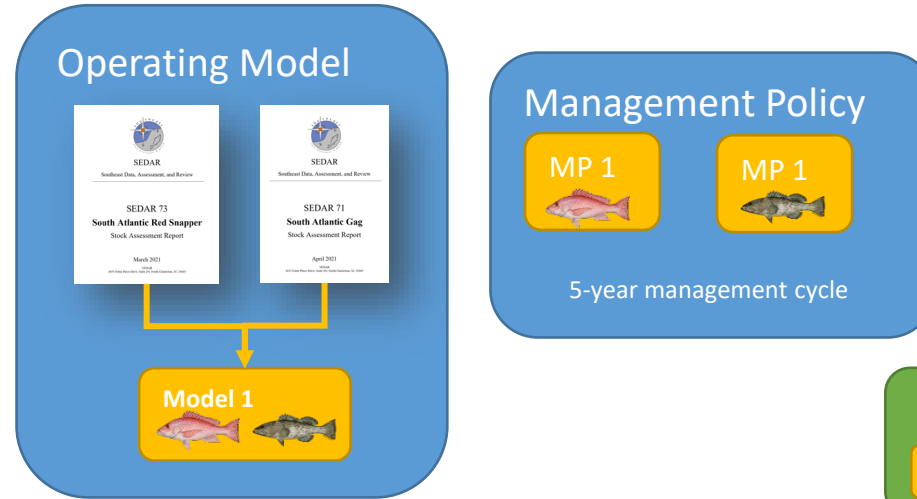 Operating Model
SEDAR
Southeast Data, Assessment, and Review
SEDAR 73
South Atlantic Red Snapper
Stock Assessment Report
March 2021
SEDAR
SEDAR
Southeast Data, Assessment, and Review
SEDAR 71
South Atlantic Gag
Stock Assessment Report
April 2021
SEDAR
Model 1
Management Policy
MP 1
MP 1
5-year management cycle